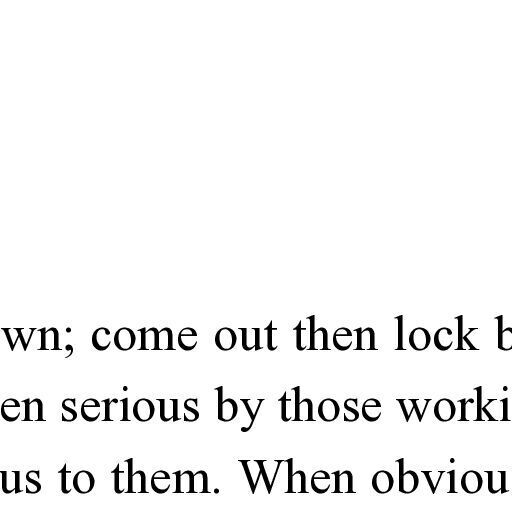 wn; come out then lock b
en serious by those worki
us to them. When obviou